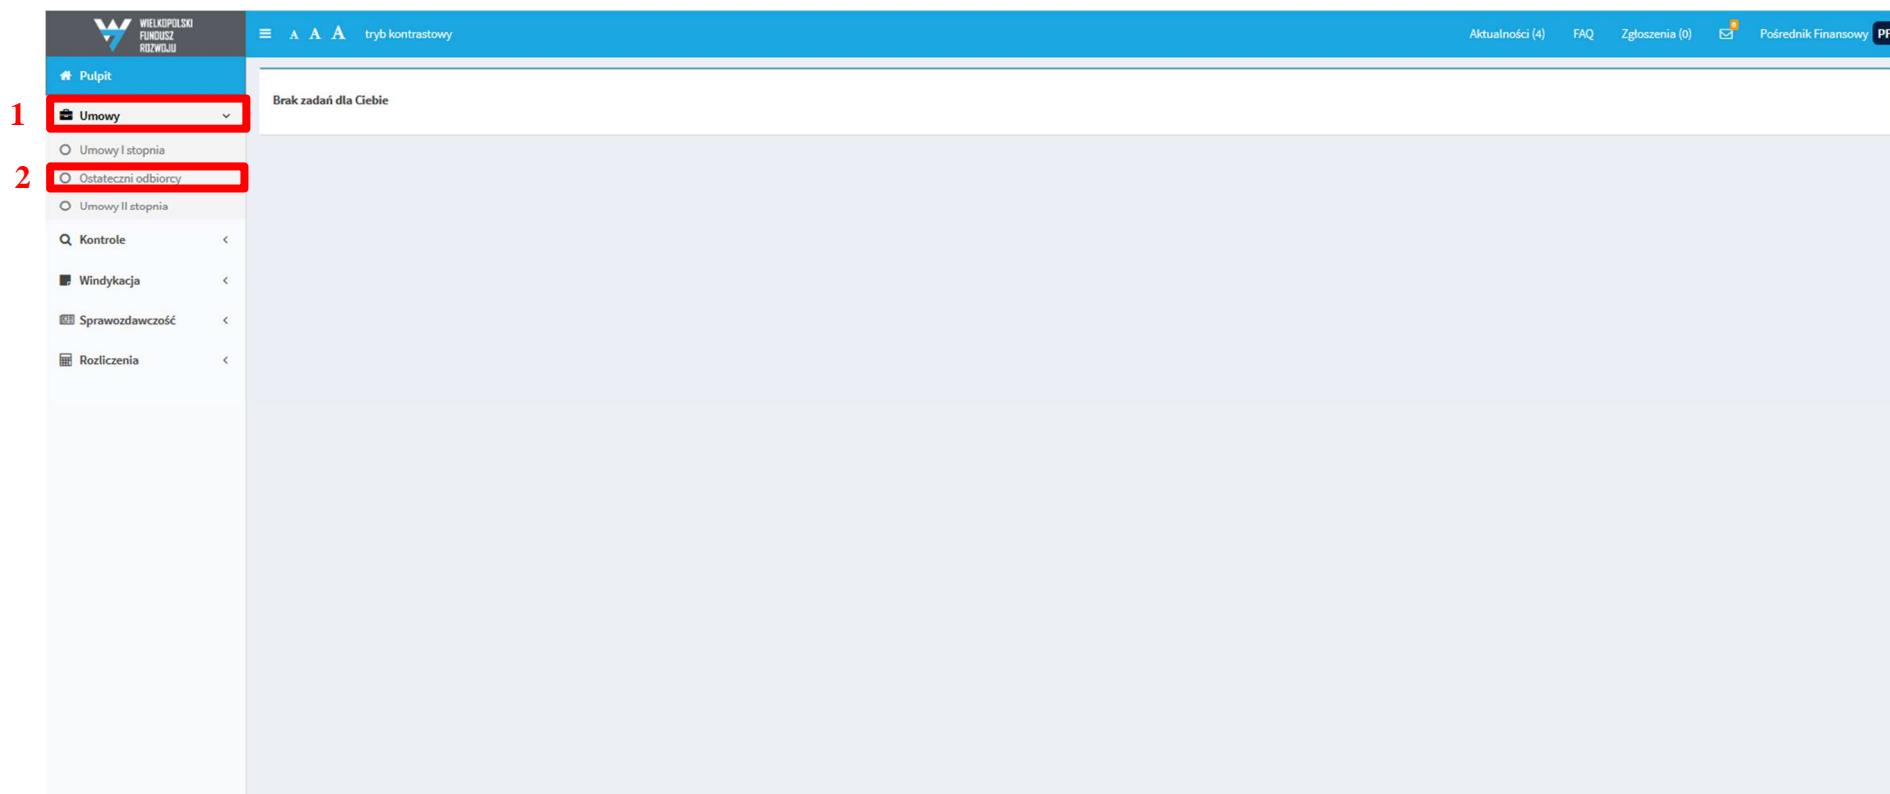 WIELKOPOLSKI
FUNDUSZ
ROZWOJU
A A A tryb kontrastowy
Aktualności (4) FAQ Zgłoszenia (0) 0 Pośrednik Finansowy PF
Pulpit
1 Umowy
Brak zadań dla Ciebie
Umowy I stopnia
2 Ostateczni odbiorcy
Umowy II stopnia
Kontrole
Windykacja
Sprawozdawczość
Rozliczenia